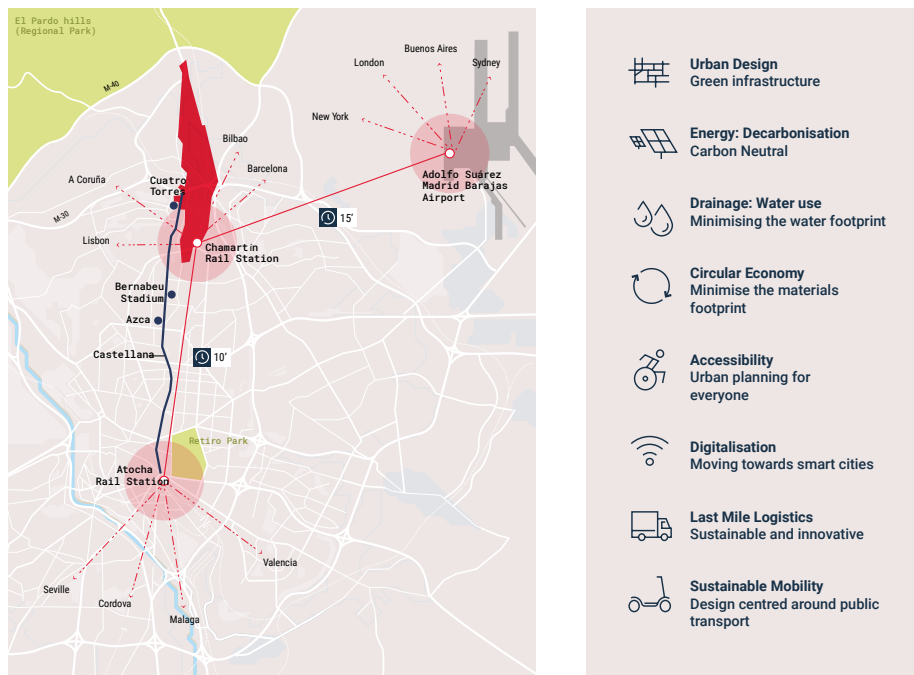 El Pardo hills
(Regional Park)
M-40
Buenos Aires
London
Sydney
New York
Bilbao
Barcelona
A Coruña
Cuatro
Torres
Adolfo Suárez
Madrid Barajas
Airport
M-30
15’
Lisbon
Chamartín
Rail Station
Bernabeu
Stadium
Azca
Castellana
10’
Retiro Park
Atocha
Rail Station
Valencia
Seville
Cordova
Malaga
Urban Design
Green infrastructure
Energy: Decarbonisation
Carbon Neutral
Drainage: Water use
Minimising the water footprint
Circular Economy
Minimise the materials
footprint
Accessibility
Urban planning for
everyone
Digitalisation
Moving towards smart cities
Last Mile Logistics
Sustainable and innovative
Sustainable Mobility
Design centred around public
transport